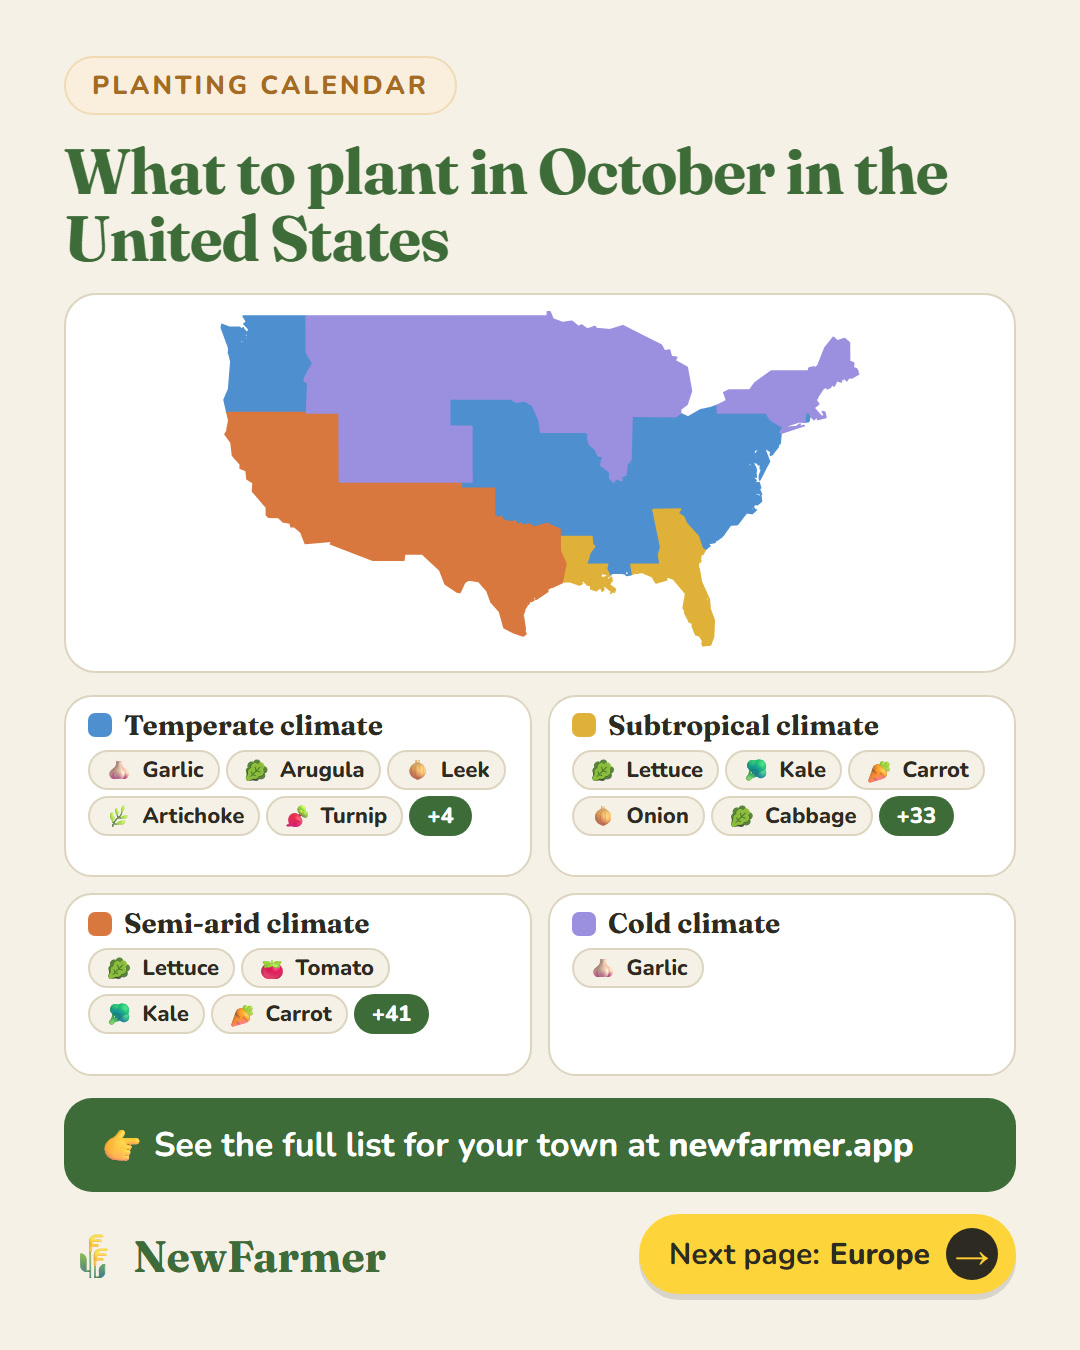 PLANTING CALENDAR
What to plant in October in the
United States
Temperate climate
Garlic Arugula Leek
Artichoke Turnip +4
Subtropical climate
Lettuce Kale Carrot
Onion Cabbage +33
Semi-arid climate
Lettuce Tomato
Kale Carrot +41
Cold climate
Garlic
👉 See the full list for your town at newfarmer.app
NewFarmer
Next page: Europe →